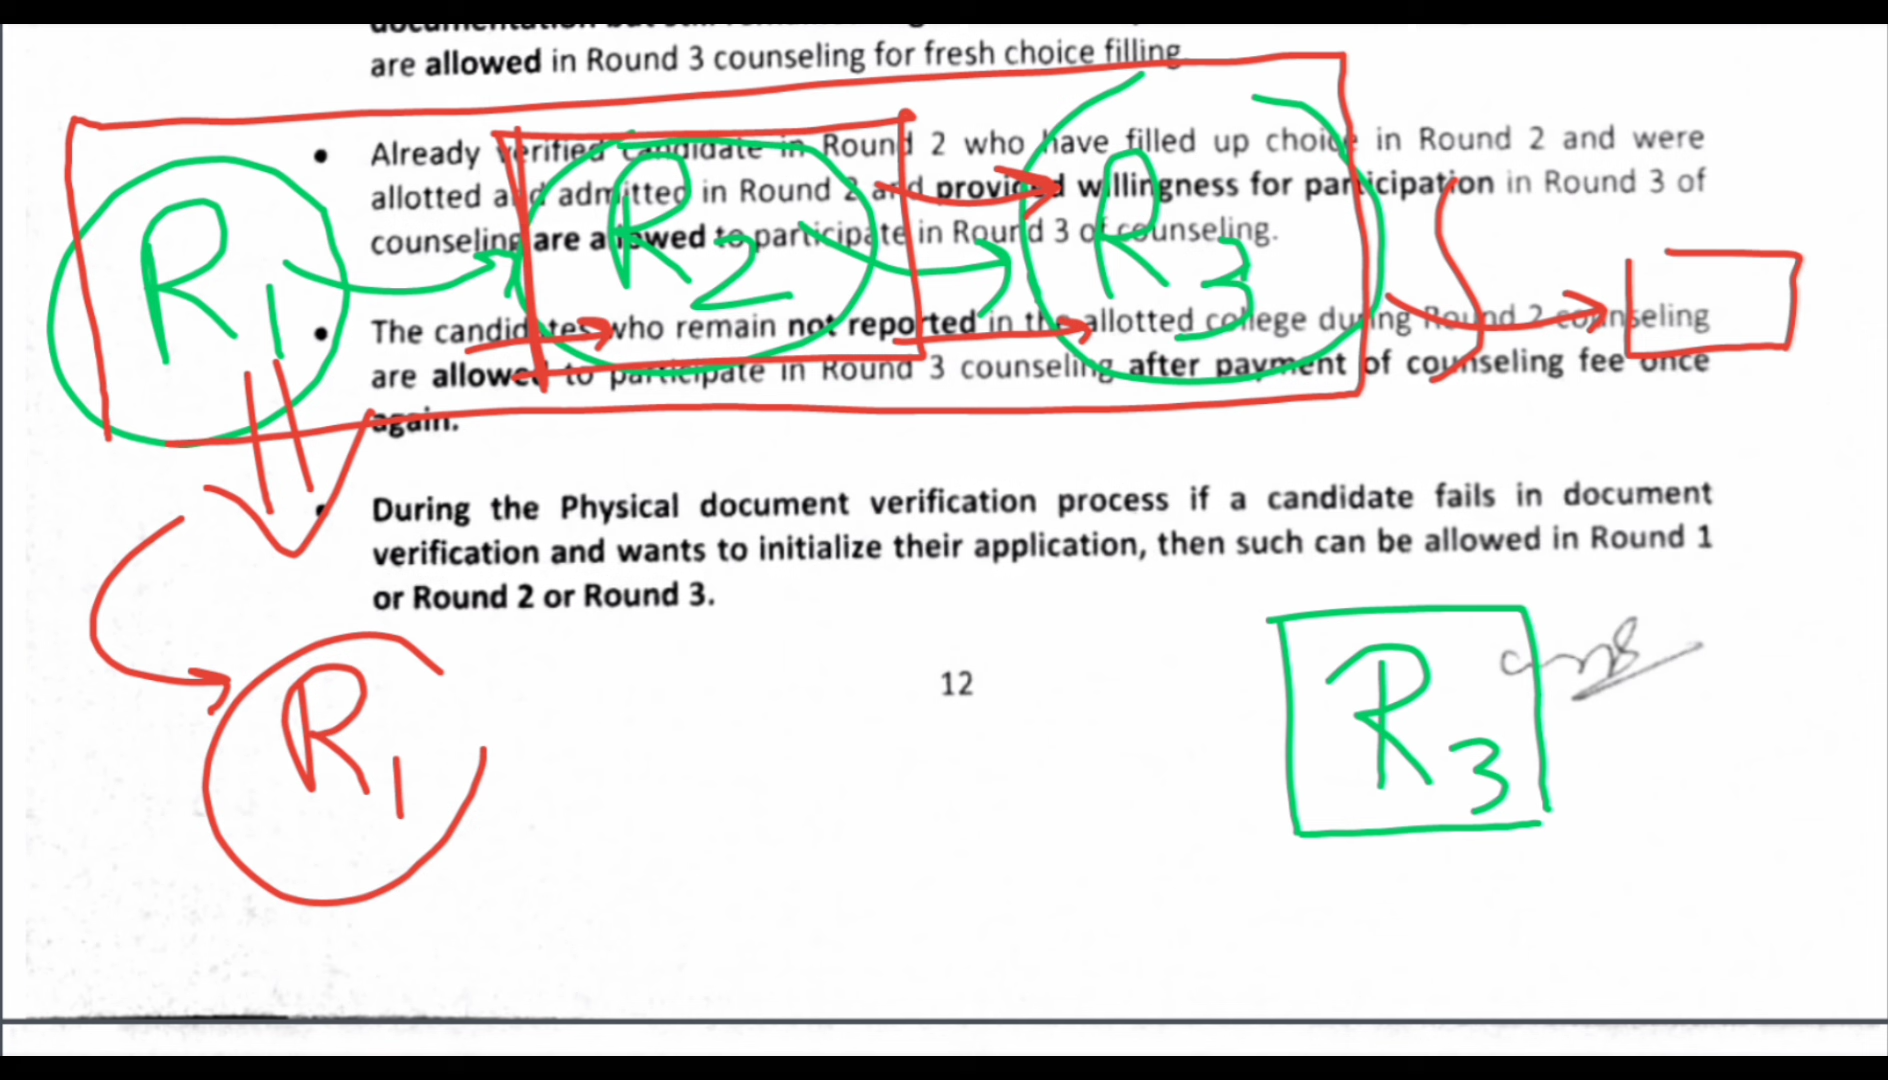 are allowed in Round 3 counseling for fresh choice filling.
Already verified candidate in Round 2 who have filled up choice in Round 2 and were
allotted and admitted in Round 2 and provided willingness for participation in Round 3 of
counseling are allowed to participate in Round 3 of counseling.
R1 R2 R3
The candidates who remain not reported in the allotted college during Round 2 counseling
are allowed to participate in Round 3 counseling after payment of counseling fee once
again.
During the Physical document verification process if a candidate fails in document
verification and wants to initialize their application, then such can be allowed in Round 1
or Round 2 or Round 3.
12
R1
R3